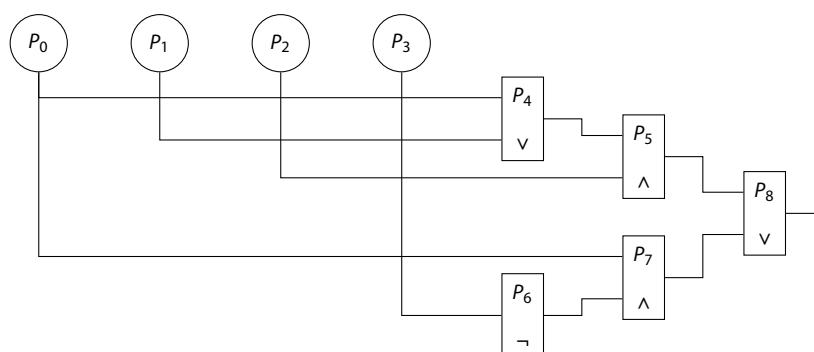 P₀ P₁ P₂ P₃
P₄
∨
P₅
∧
P₈
∨
P₇
∧
P₆
¬